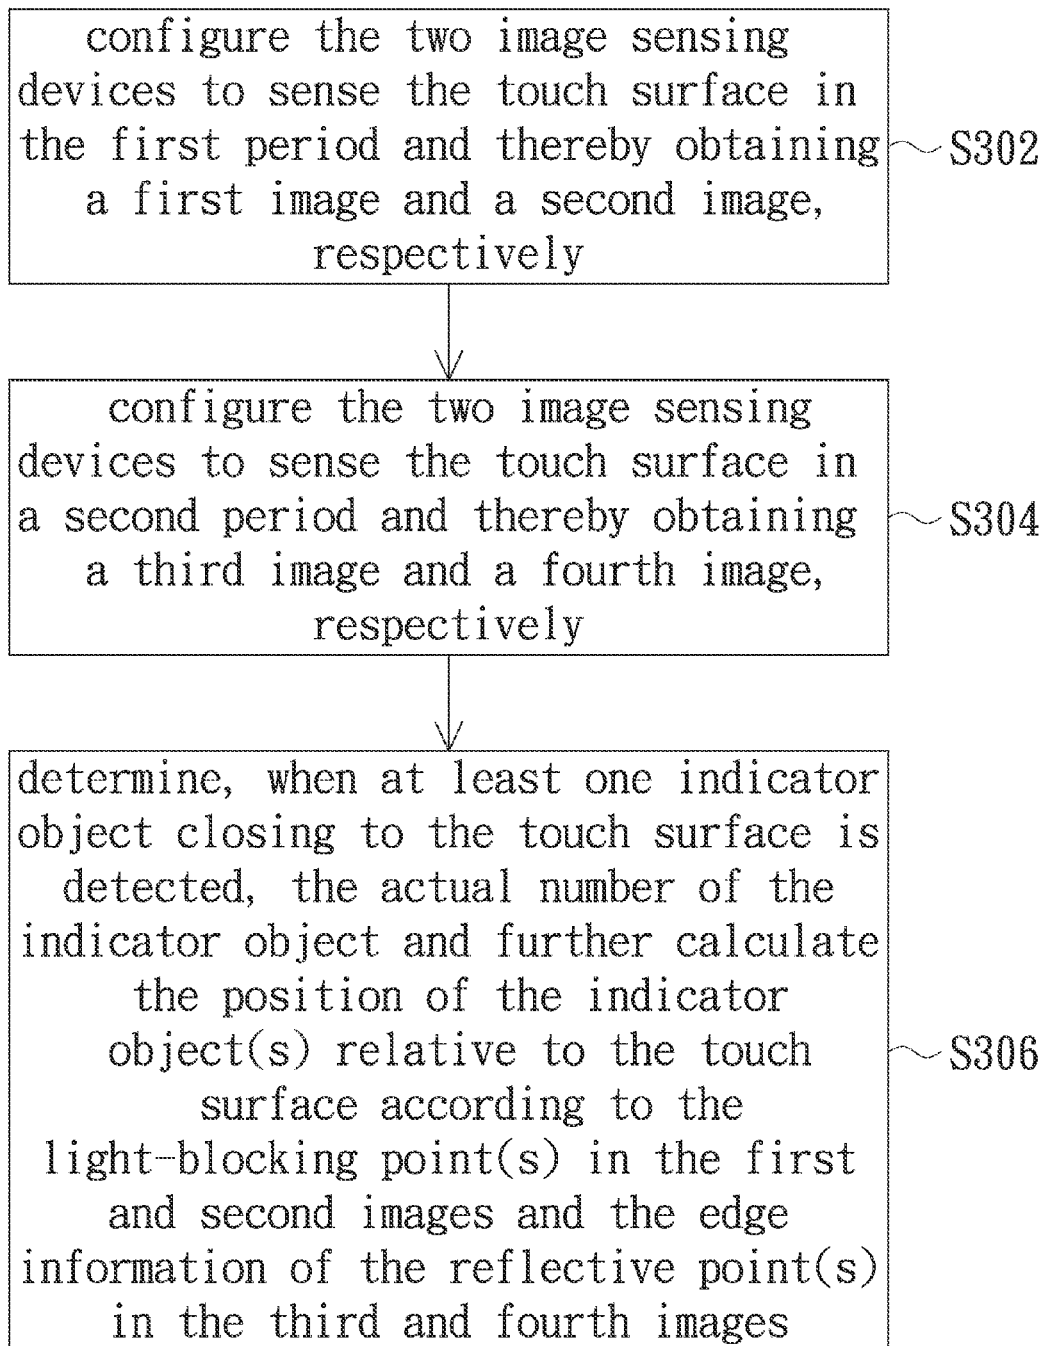 configure the two image sensing
devices to sense the touch surface in
the first period and thereby obtaining
a first image and a second image,
respectively
S302
configure the two image sensing
devices to sense the touch surface in
a second period and thereby obtaining
a third image and a fourth image,
respectively
S304
determine, when at least one indicator
object closing to the touch surface is
detected, the actual number of the
indicator object and further calculate
the position of the indicator
object(s) relative to the touch
surface according to the
light-blocking point(s) in the first
and second images and the edge
information of the reflective point(s)
in the third and fourth images
S306